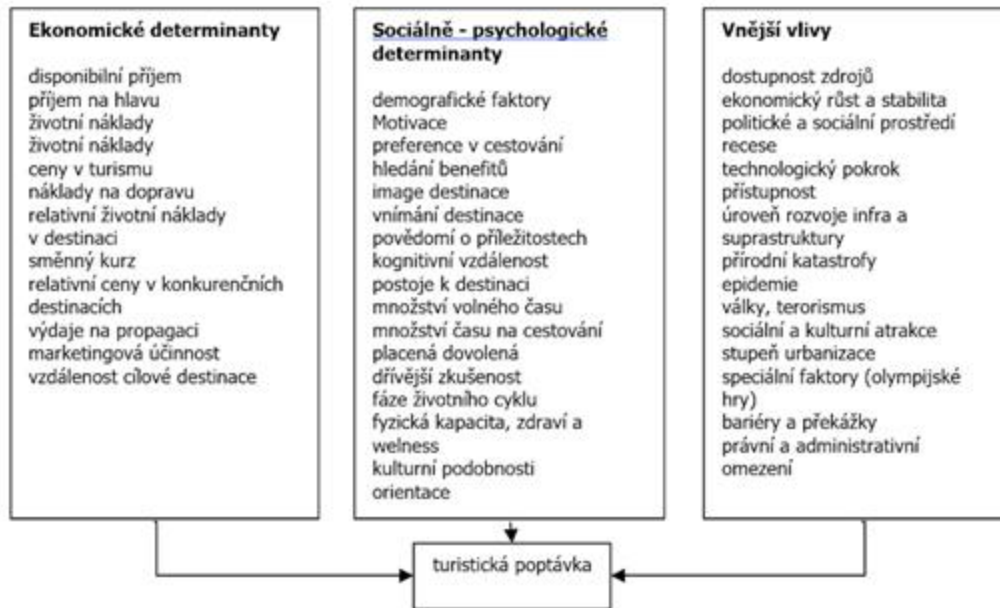 Ekonomické determinanty
disponibilní příjem
příjem na hlavu
životní náklady
životní náklady
ceny v turismu
náklady na dopravu
relativní životní náklady
v destinaci
směnný kurz
relativní ceny v konkurenčních
destinacích
výdaje na propagaci
marketingová účinnost
vzdálenost cílové destinace
Sociálně - psychologické
determinanty
demografické faktory
Motivace
preference v cestování
hledání benefitů
image destinace
vnímání destinace
povědomí o příležitostech
kognitivní vzdálenost
postoje k destinaci
množství volného času
množství času na cestování
placená dovolená
dřívější zkušenost
fáze životního cyklu
fyzická kapacita, zdraví a
welness
kulturní podobnosti
orientace
Vnější vlivy
dostupnost zdrojů
ekonomický růst a stabilita
politické a sociální prostředí
recese
technologický pokrok
přístupnost
úroveň rozvoje infra a
suprastruktury
přírodní katastrofy
epidemie
války, terorismus
sociální a kulturní atrakce
stupeň urbanizace
speciální faktory (olympijské
hry)
bariéry a překážky
právní a administrativní
omezení
turistická poptávka